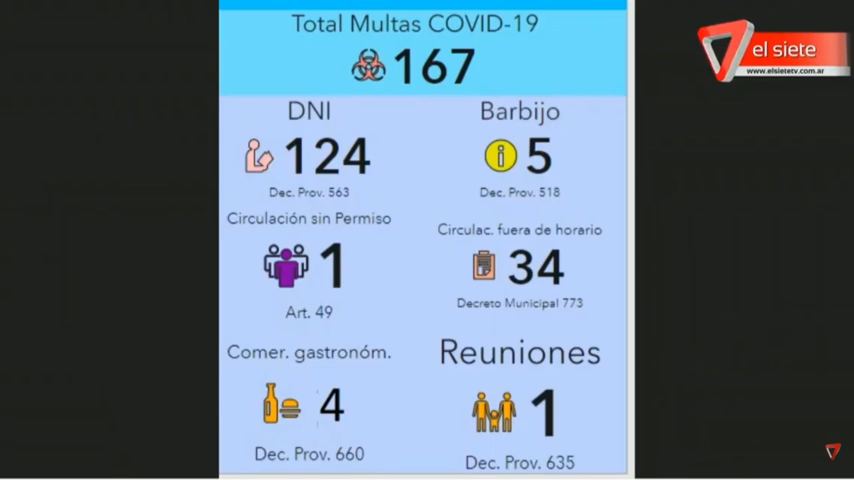 Total Multas COVID-19
167
el siete
www.elsietetv.com.ar
DNI
124
Dec. Prov. 563
Barbijo
5
Dec. Prov. 518
Circulación sin Permiso
1
Art. 49
Circulac. fuera de horario
34
Decreto Municipal 773
Comer. gastronóm.
4
Dec. Prov. 660
Reuniones
1
Dec. Prov. 635